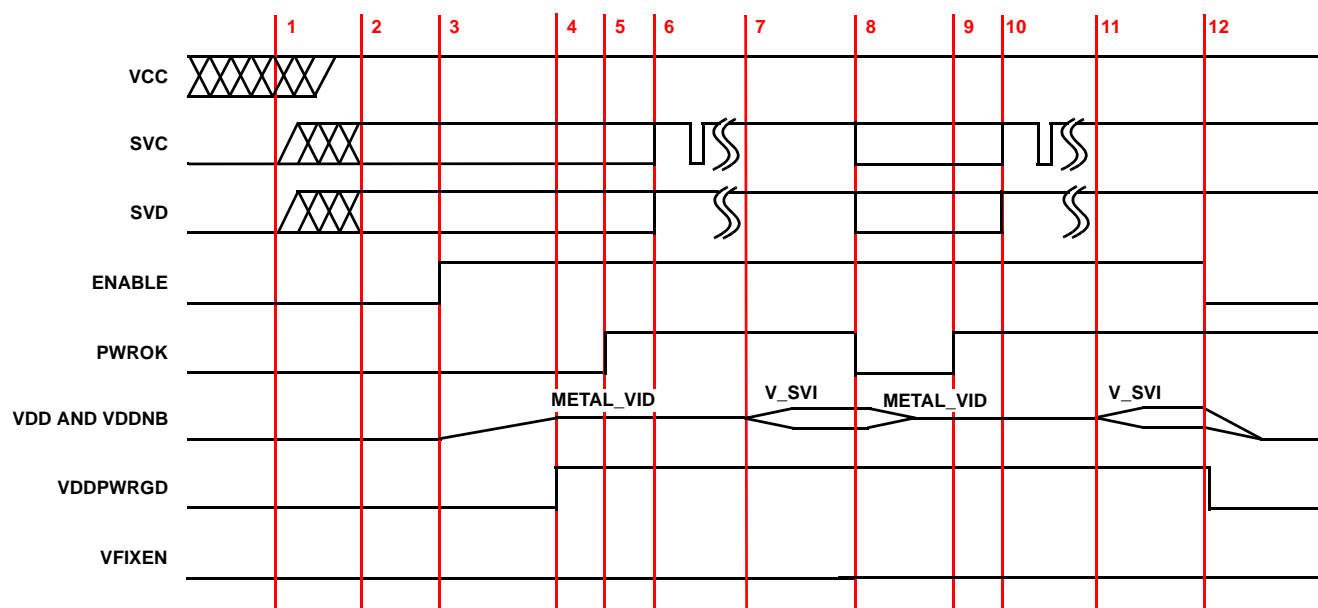 1 2 3 4 5 6 7 8 9 10 11 12
VCC
SVC
SVD
ENABLE
PWROK
METAL_VID V_SVI METAL_VID V_SVI
VDD AND VDDNB
VDDPWRGD
VFIXEN